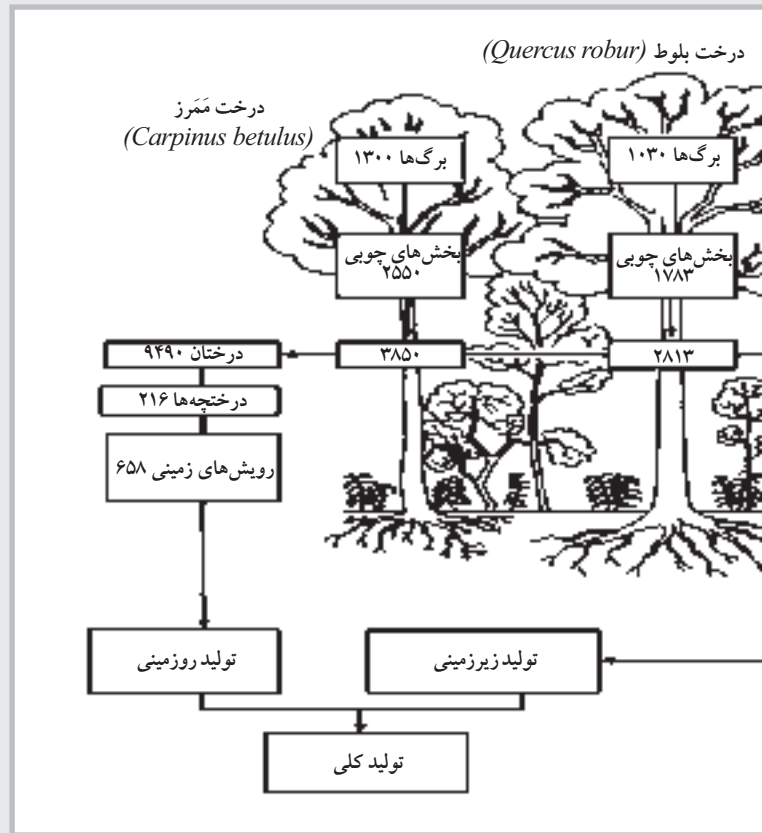 درخت بلوط (Quercus robur)
درخت مَمَرز
(Carpinus betulus)
برگ‌ها ۱۰۳۰
برگ‌ها ۱۳۰۰
بخش‌های چوبی
۱۷۸۳
بخش‌های چوبی
۲۵۵۰
۲۸۱۳
۳۸۵۰
درختان ۹۴۹۰
درختچه‌ها ۲۱۶
رویش‌های زمینی ۶۵۸
تولید زیرزمینی
تولید روزمینی
تولید کلی